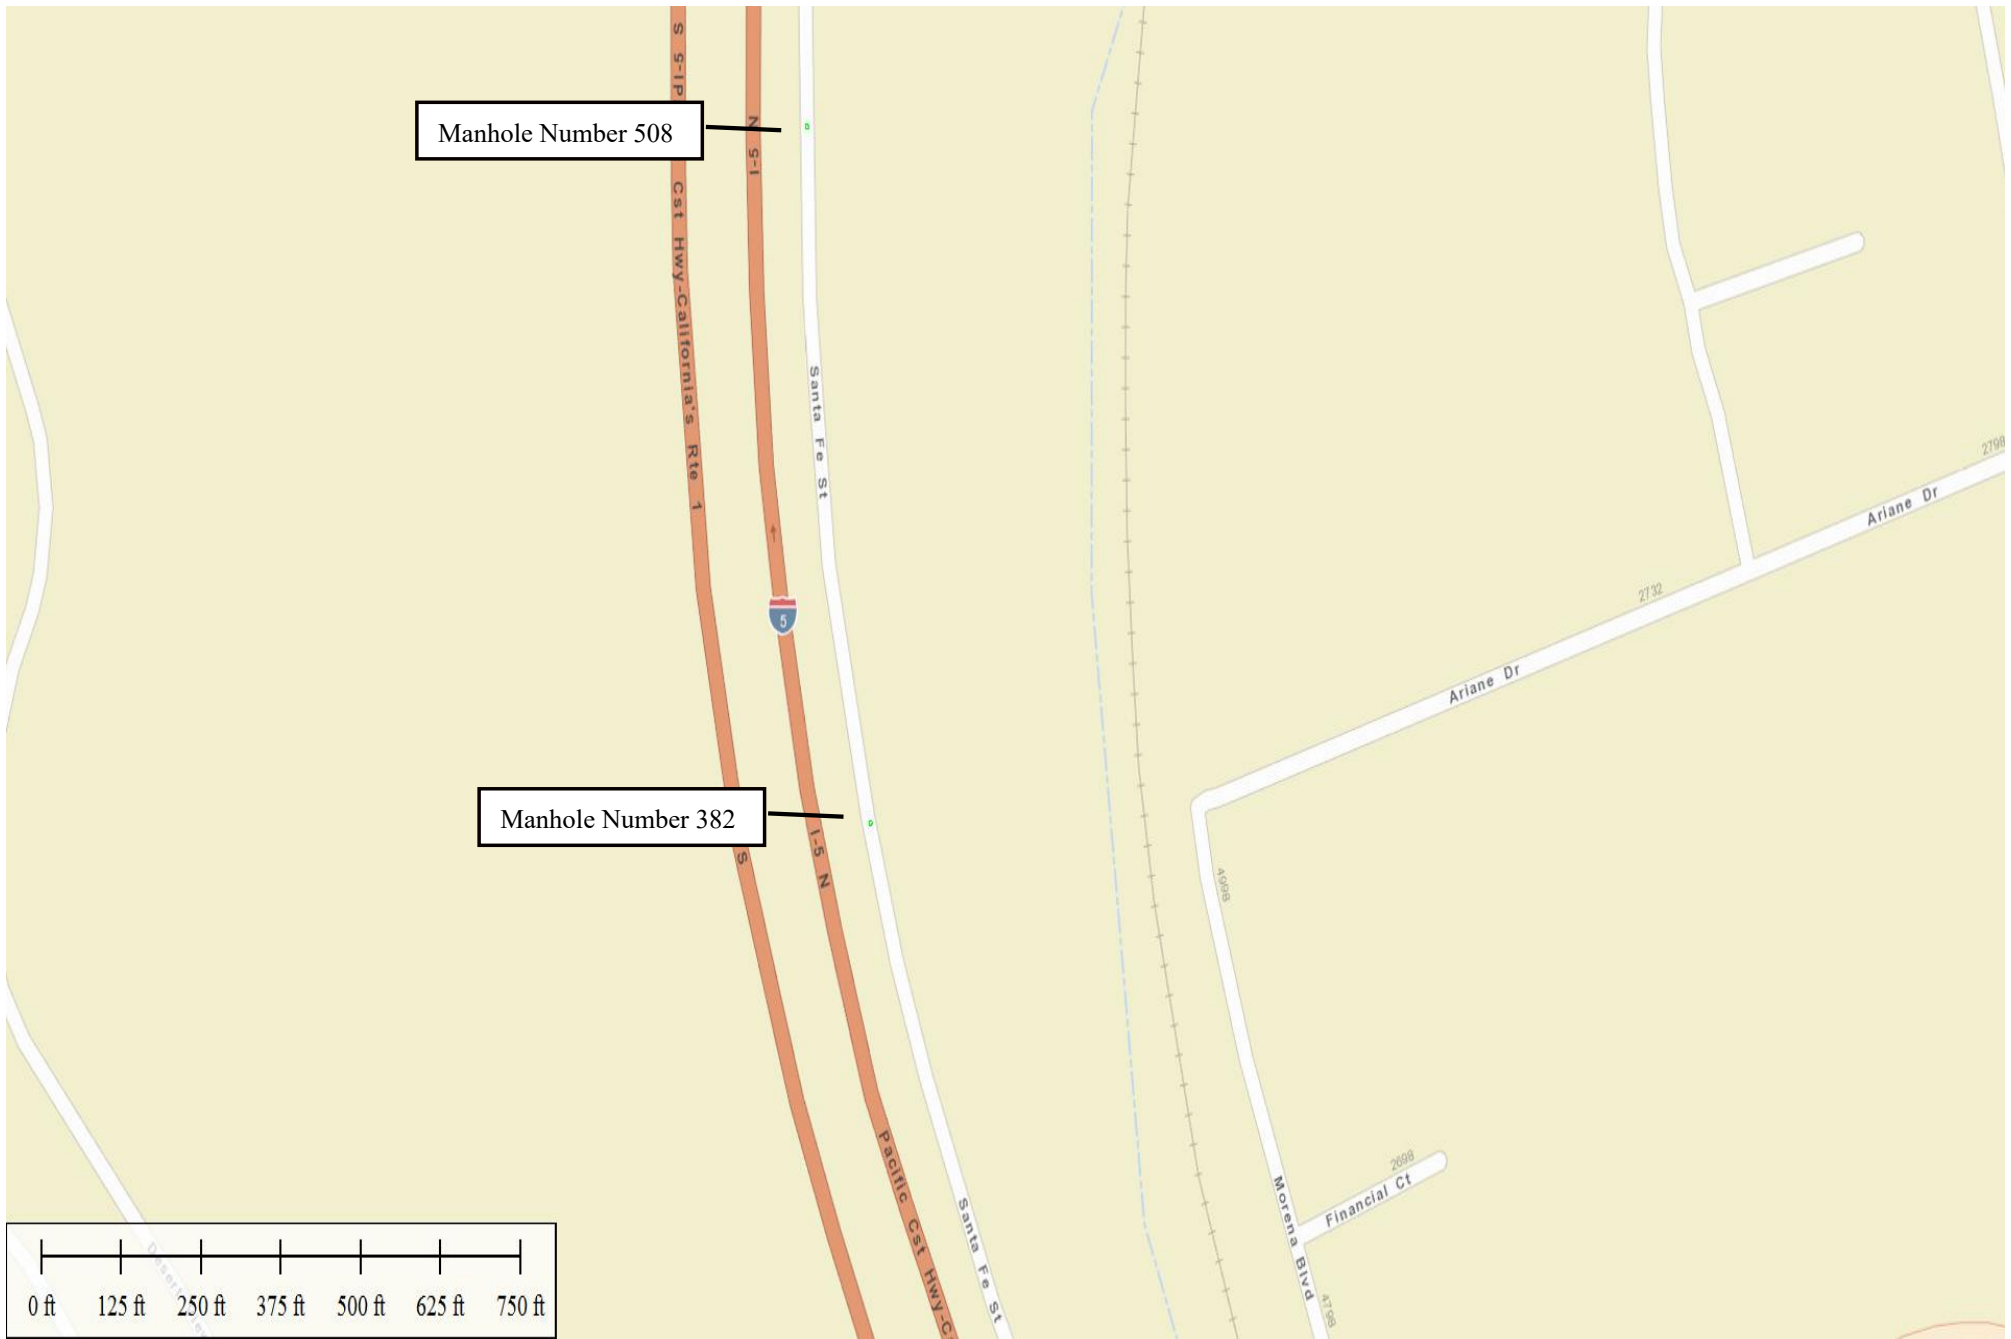 S I-5
P
I-5 N
Manhole Number 508
Cst Hwy-California's Rte 1
Santa Fe St
2798
Ariane Dr
2732
5
Ariane Dr
Manhole Number 382
S
I-5 N
4998
2698
Financial Ct
Pacific Cst Hwy-C
Santa Fe St
Morena Blvd
4798
0 ft 125 ft 250 ft 375 ft 500 ft 625 ft 750 ft